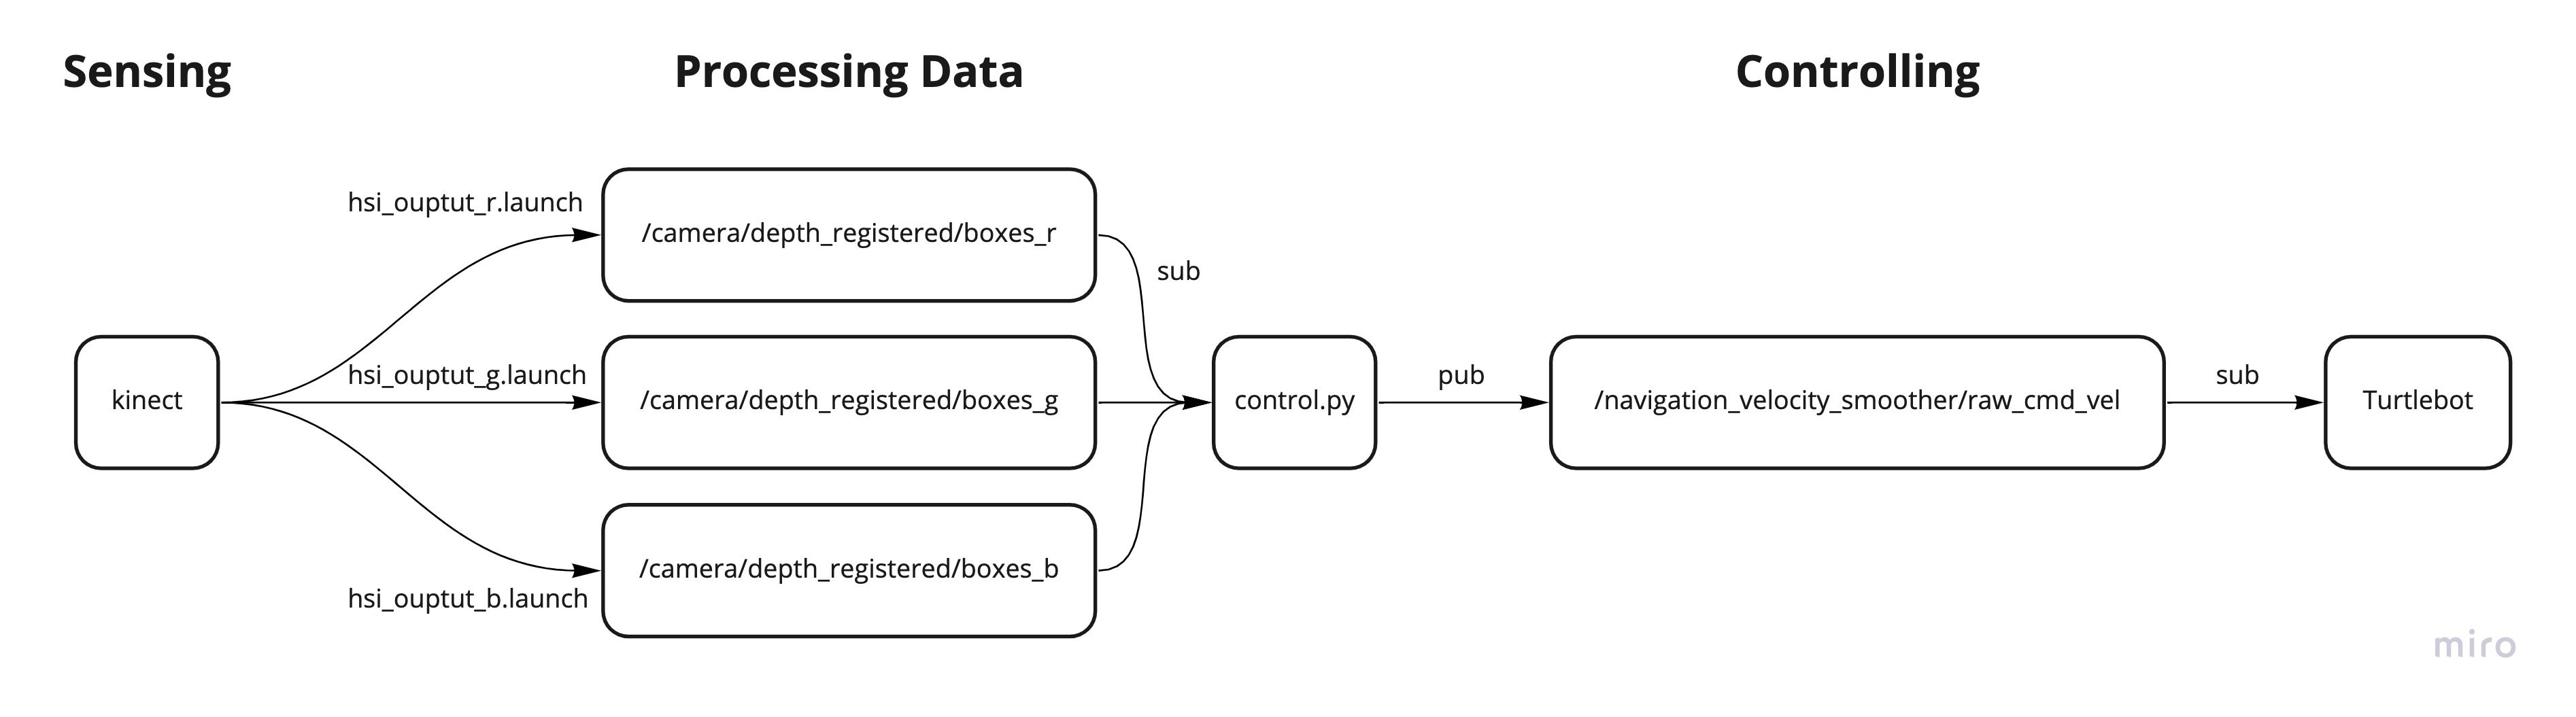 Sensing
Processing Data
Controlling
hsi_ouptut_r.launch
/camera/depth_registered/boxes_r
sub
kinect
hsi_ouptut_g.launch
/camera/depth_registered/boxes_g
control.py
pub
/navigation_velocity_smoother/raw_cmd_vel
sub
Turtlebot
/camera/depth_registered/boxes_b
hsi_ouptut_b.launch
miro